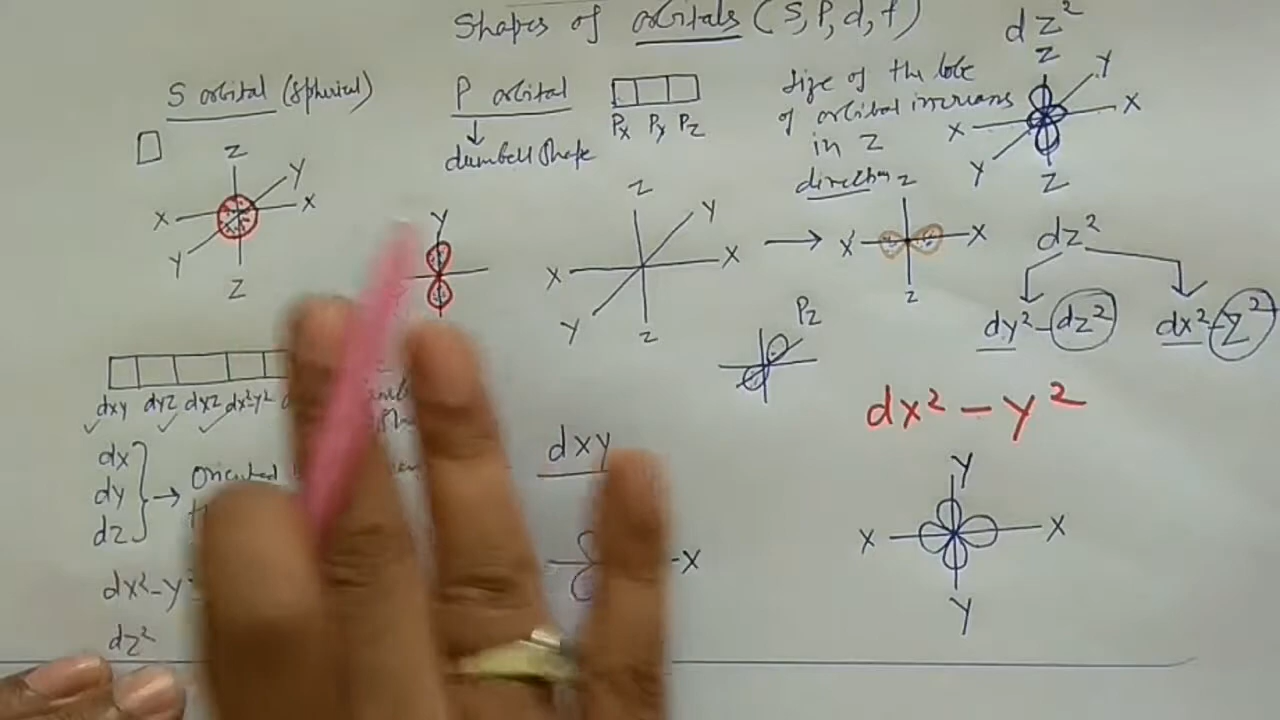 Shapes of orbitals (S, P, d, f)
S orbital (Spherical)
Z
Y
X
X
Y
Z
P orbital
Px Py Pz
dumbell shape
Y
Z
Y
X
X
Y
Z
Size of the lobe
of orbital increases
in Z
direction
Z
X
X
Z
Pz
dz²
Z
Y
X
X
Y
Z
dz²
dy²-dz²
dx²-z²
dxy dyz dxz dx²-y²
dx
dy
dz
Oriented
dx²-y²
dz²
dxy
X
dx²-y²
Y
X
X
Y